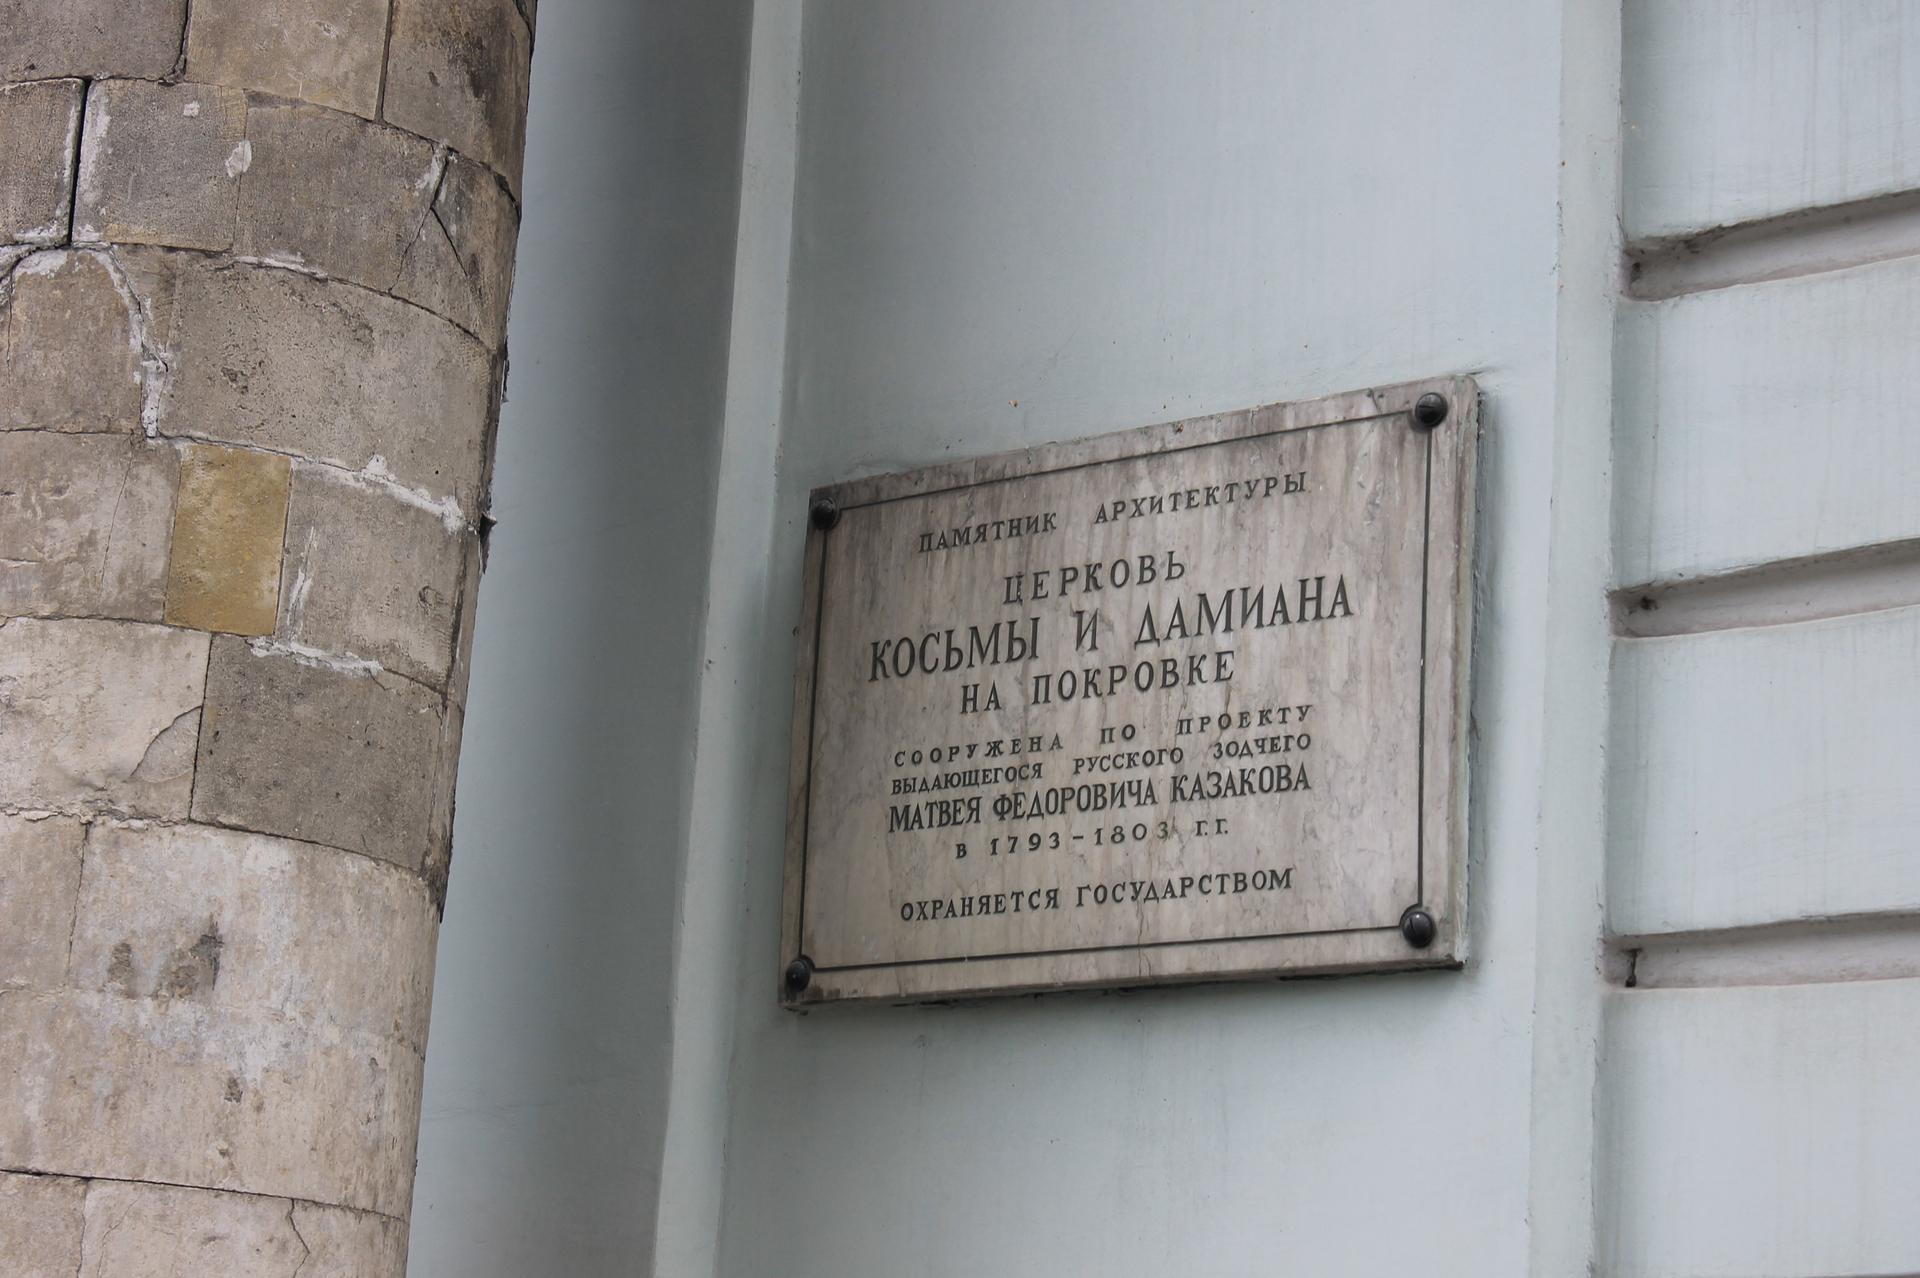 ПАМЯТНИК АРХИТЕКТУРЫ
ЦЕРКОВЬ
КОСЬМЫ И ДАМИАНА
НА ПОКРОВКЕ
СООРУЖЕНА ПО ПРОЕКТУ
ВЫДАЮЩЕГОСЯ РУССКОГО ЗОДЧЕГО
МАТВЕЯ ФЕДОРОВИЧА КАЗАКОВА
В 1793-1803 Г.Г.
ОХРАНЯЕТСЯ ГОСУДАРСТВОМ